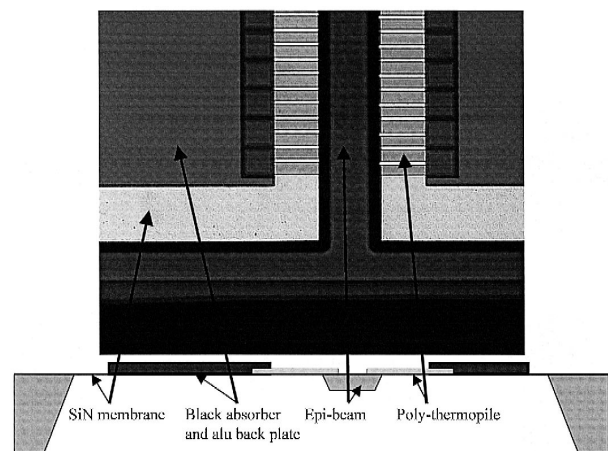 SiN membrane
Black absorber
and alu back plate
Epi-beam
Poly-thermopile